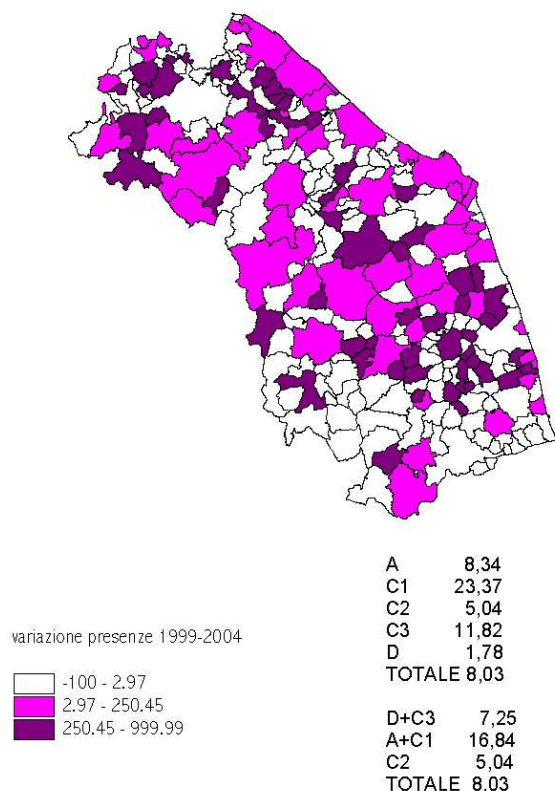 A 8,34
C1 23,37
C2 5,04
C3 11,82
D 1,78
TOTALE 8,03
variazione presenze 1999-2004
-100 - 2.97
2.97 - 250.45
250.45 - 999.99
D+C3 7,25
A+C1 16,84
C2 5,04
TOTALE 8.03